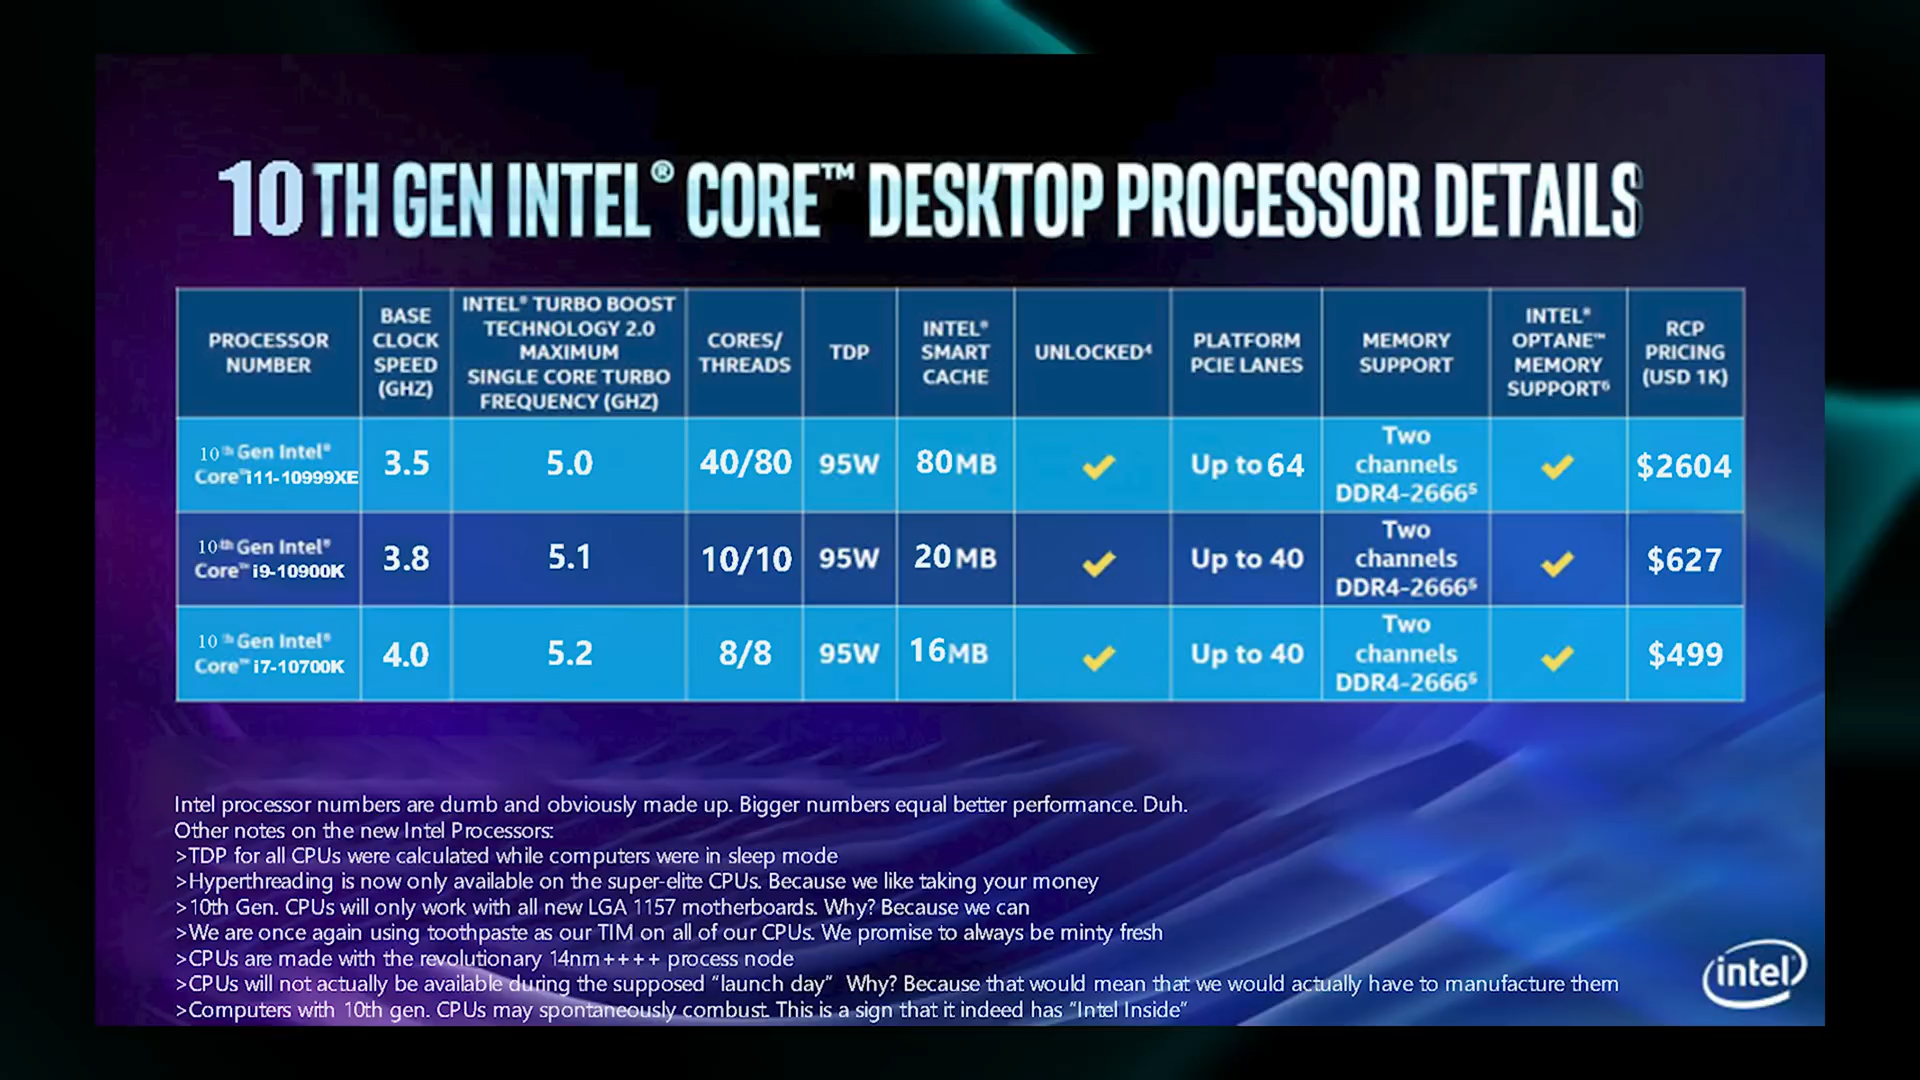 10TH GEN INTEL® CORE™ DESKTOP PROCESSOR DETAILS
PROCESSOR NUMBER
BASE CLOCK SPEED (GHZ)
INTEL® TURBO BOOST TECHNOLOGY 2.0 MAXIMUM SINGLE CORE TURBO FREQUENCY (GHZ)
CORES/ THREADS
TDP
INTEL® SMART CACHE
UNLOCKED⁴
PLATFORM PCIE LANES
MEMORY SUPPORT
INTEL® OPTANE™ MEMORY SUPPORT⁶
RCP PRICING (USD 1K)
10th Gen Intel® Core™i11-10999XE 3.5 5.0 40/80 95W 80MB ✓ Up to 64 Two channels DDR4-2666⁵ ✓ $2604
10th Gen Intel® Core™ i9-10900K 3.8 5.1 10/10 95W 20MB ✓ Up to 40 Two channels DDR4-2666⁵ ✓ $627
10th Gen Intel® Core™ i7-10700K 4.0 5.2 8/8 95W 16MB ✓ Up to 40 Two channels DDR4-2666⁵ ✓ $499
Intel processor numbers are dumb and obviously made up. Bigger numbers equal better performance. Duh.
Other notes on the new Intel Processors:
>TDP for all CPUs were calculated while computers were in sleep mode
>Hyperthreading is now only available on the super-elite CPUs. Because we like taking your money
>10th Gen. CPUs will only work with all new LGA 1157 motherboards. Why? Because we can
>We are once again using toothpaste as our TIM on all of our CPUs. We promise to always be minty fresh
>CPUs are made with the revolutionary 14nm++++ process node
>CPUs will not actually be available during the supposed “launch day” Why? Because that would mean that we would actually have to manufacture them
>Computers with 10th gen. CPUs may spontaneously combust. This is a sign that it indeed has “Intel Inside”
intel